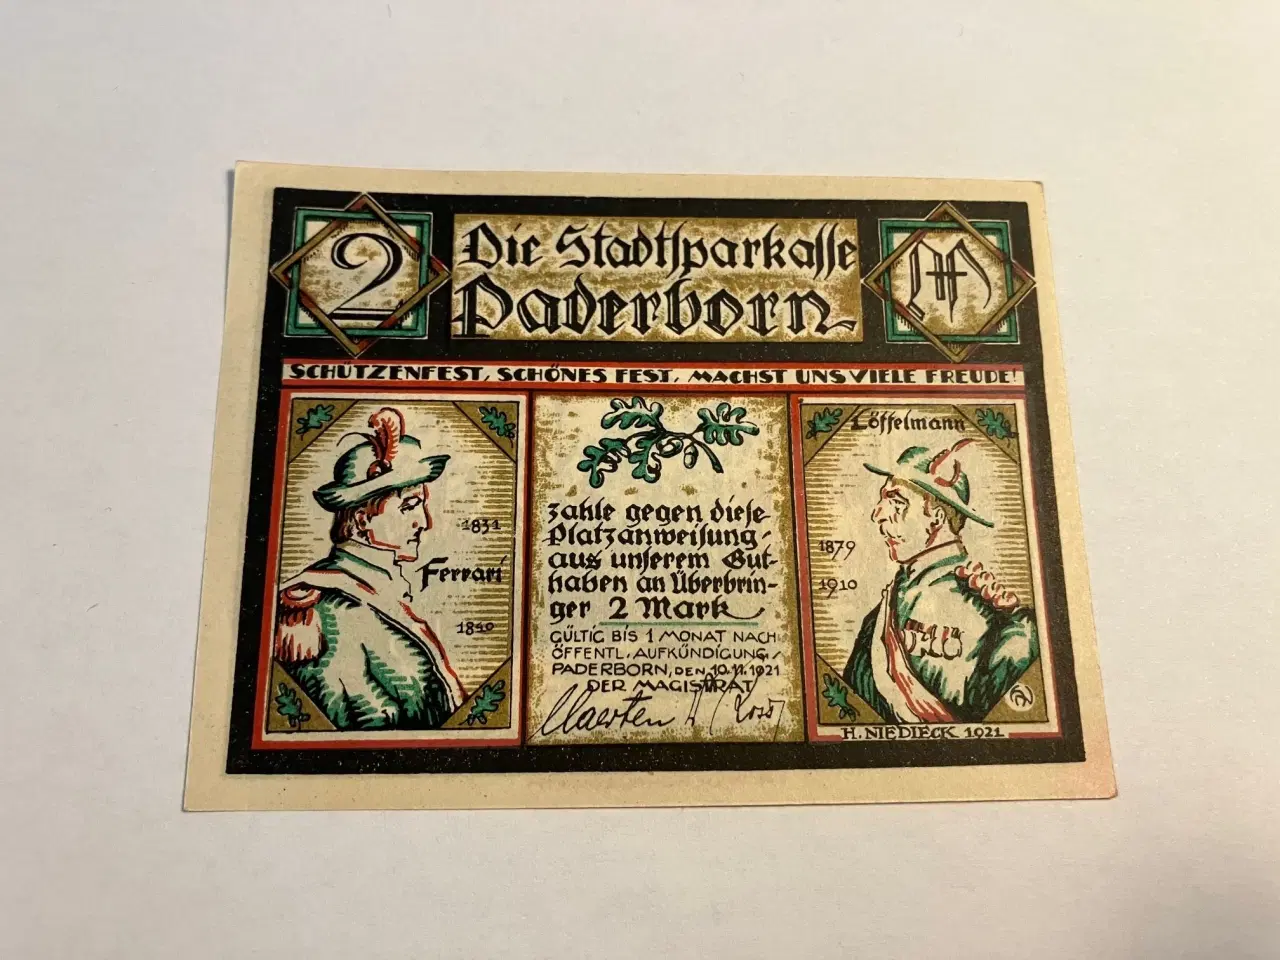 2
Die Stadtsparkasse
Paderborn
M
SCHÜTZENFEST, SCHÖNES FEST, MACHST UNS VIELE FREUDE!
1831
Ferrari
1840
zahle gegen diese
Platzanweisung
aus unserem Gut-
haben an Überbrin-
ger 2 Mark
GÜLTIG BIS 1 MONAT NACH
ÖFFENTL. AUFKÜNDIGUNG,
PADERBORN, DEN 10.11.1921
DER MAGISTRAT
Löffelmann
1879
1910
H. NIEDIECK 1921